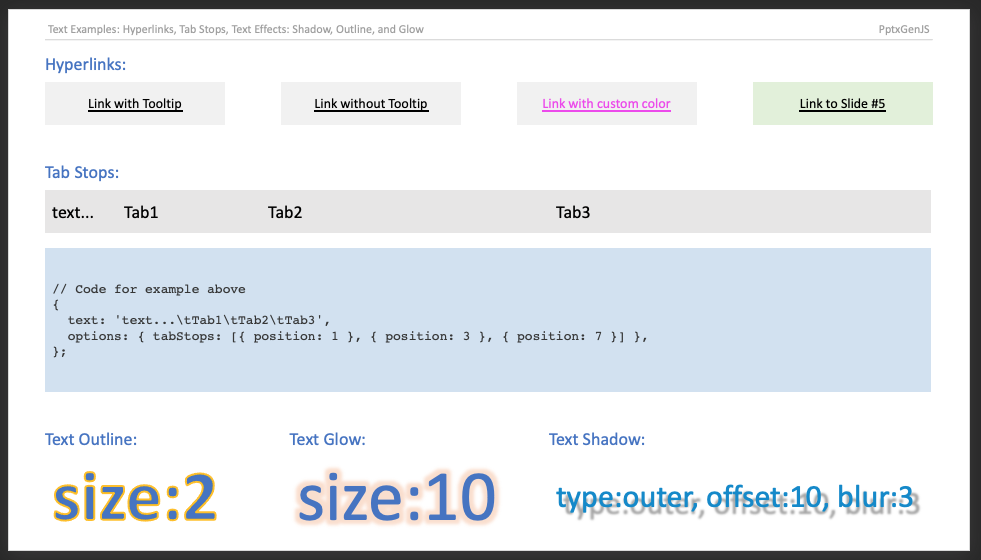 Text Examples: Hyperlinks, Tab Stops, Text Effects: Shadow, Outline, and Glow PptxGenJS
Hyperlinks:
Link with Tooltip Link without Tooltip Link with custom color Link to Slide #5
Tab Stops:
text... Tab1 Tab2 Tab3
// Code for example above
{
  text: 'text...\tTab1\tTab2\tTab3',
  options: { tabStops: [{ position: 1 }, { position: 3 }, { position: 7 }] },
};
Text Outline: Text Glow: Text Shadow:
size:2 size:10 type:outer, offset:10, blur:3